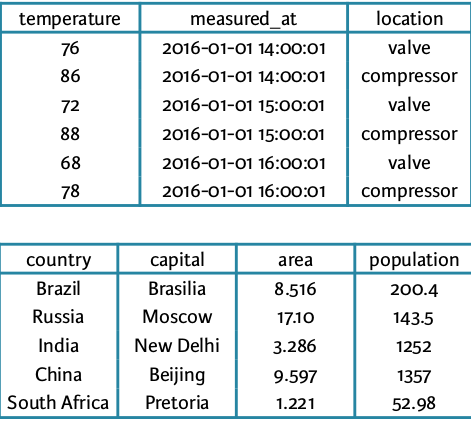 temperature measured_at location
76 2016-01-01 14:00:01 valve
86 2016-01-01 14:00:01 compressor
72 2016-01-01 15:00:01 valve
88 2016-01-01 15:00:01 compressor
68 2016-01-01 16:00:01 valve
78 2016-01-01 16:00:01 compressor
country capital area population
Brazil Brasilia 8.516 200.4
Russia Moscow 17.10 143.5
India New Delhi 3.286 1252
China Beijing 9.597 1357
South Africa Pretoria 1.221 52.98